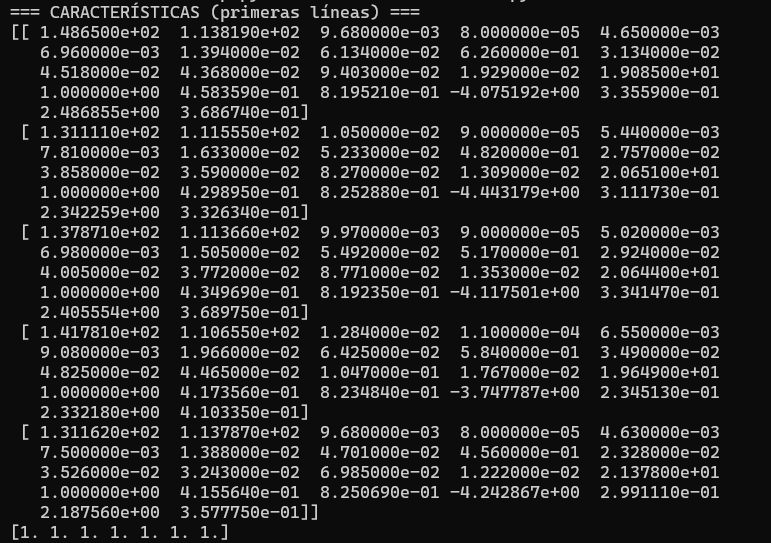 === CARACTERÍSTICAS (primeras líneas) ===
[[ 1.486500e+02  1.138190e+02  9.680000e-03  8.000000e-05  4.650000e-03
   6.960000e-03  1.394000e-02  6.134000e-02  6.260000e-01  3.134000e-02
   4.518000e-02  4.368000e-02  9.403000e-02  1.929000e-02  1.908500e+01
   1.000000e+00  4.583590e-01  8.195210e-01 -4.075192e+00  3.355900e-01
   2.486855e+00  3.686740e-01]
 [ 1.311110e+02  1.115550e+02  1.050000e-02  9.000000e-05  5.440000e-03
   7.810000e-03  1.633000e-02  5.233000e-02  4.820000e-01  2.757000e-02
   3.858000e-02  3.590000e-02  8.270000e-02  1.309000e-02  2.065100e+01
   1.000000e+00  4.298950e-01  8.252880e-01 -4.443179e+00  3.111730e-01
   2.342259e+00  3.326340e-01]
 [ 1.378710e+02  1.113660e+02  9.970000e-03  9.000000e-05  5.020000e-03
   6.980000e-03  1.505000e-02  5.492000e-02  5.170000e-01  2.924000e-02
   4.005000e-02  3.772000e-02  8.771000e-02  1.353000e-02  2.064400e+01
   1.000000e+00  4.349690e-01  8.192350e-01 -4.117501e+00  3.341470e-01
   2.405554e+00  3.689750e-01]
 [ 1.417810e+02  1.106550e+02  1.284000e-02  1.100000e-04  6.550000e-03
   9.080000e-03  1.966000e-02  6.425000e-02  5.840000e-01  3.490000e-02
   4.825000e-02  4.465000e-02  1.047000e-01  1.767000e-02  1.964900e+01
   1.000000e+00  4.173560e-01  8.234840e-01 -3.747787e+00  2.345130e-01
   2.332180e+00  4.103350e-01]
 [ 1.311620e+02  1.137870e+02  9.680000e-03  8.000000e-05  4.630000e-03
   7.500000e-03  1.388000e-02  4.701000e-02  4.560000e-01  2.328000e-02
   3.526000e-02  3.243000e-02  6.985000e-02  1.222000e-02  2.137800e+01
   1.000000e+00  4.155640e-01  8.250690e-01 -4.242867e+00  2.991110e-01
   2.187560e+00  3.577750e-01]]
[1. 1. 1. 1. 1. 1. 1.]